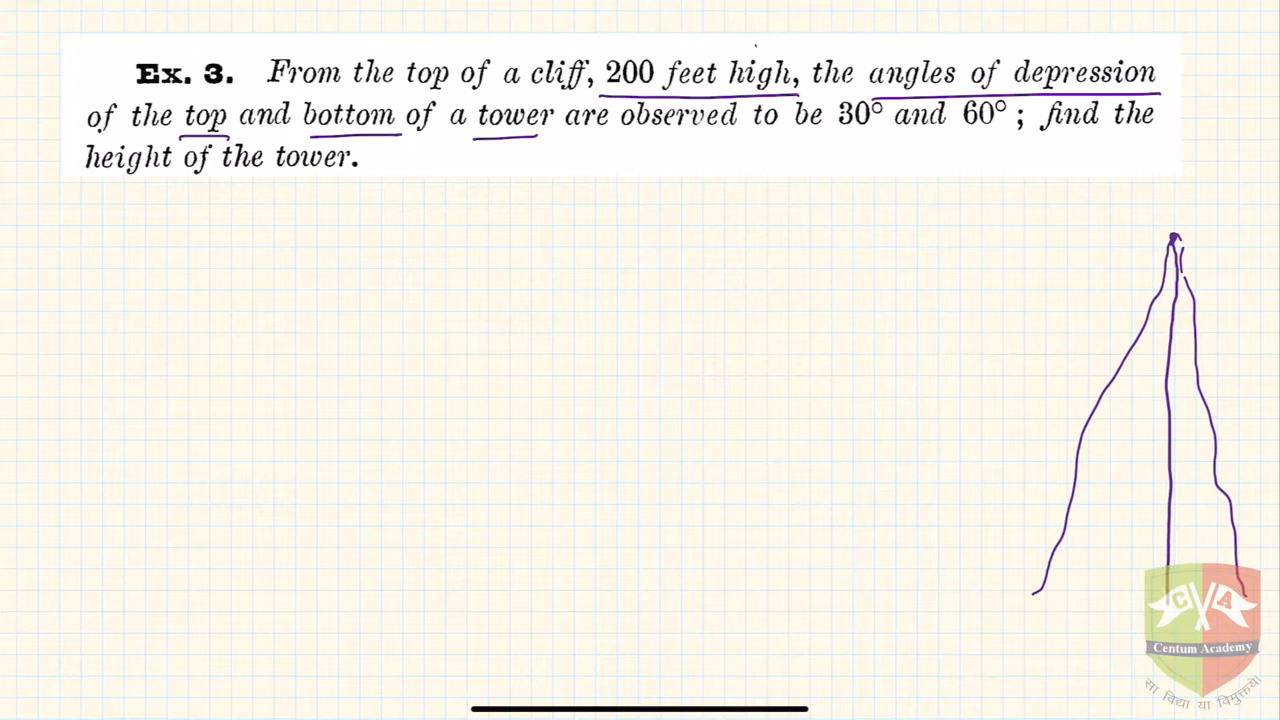 Ex. 3. From the top of a cliff, 200 feet high, the angles of depression
of the top and bottom of a tower are observed to be 30° and 60° ; find the
height of the tower.
C A
Centum Academy
सा विद्या या विमुक्तये